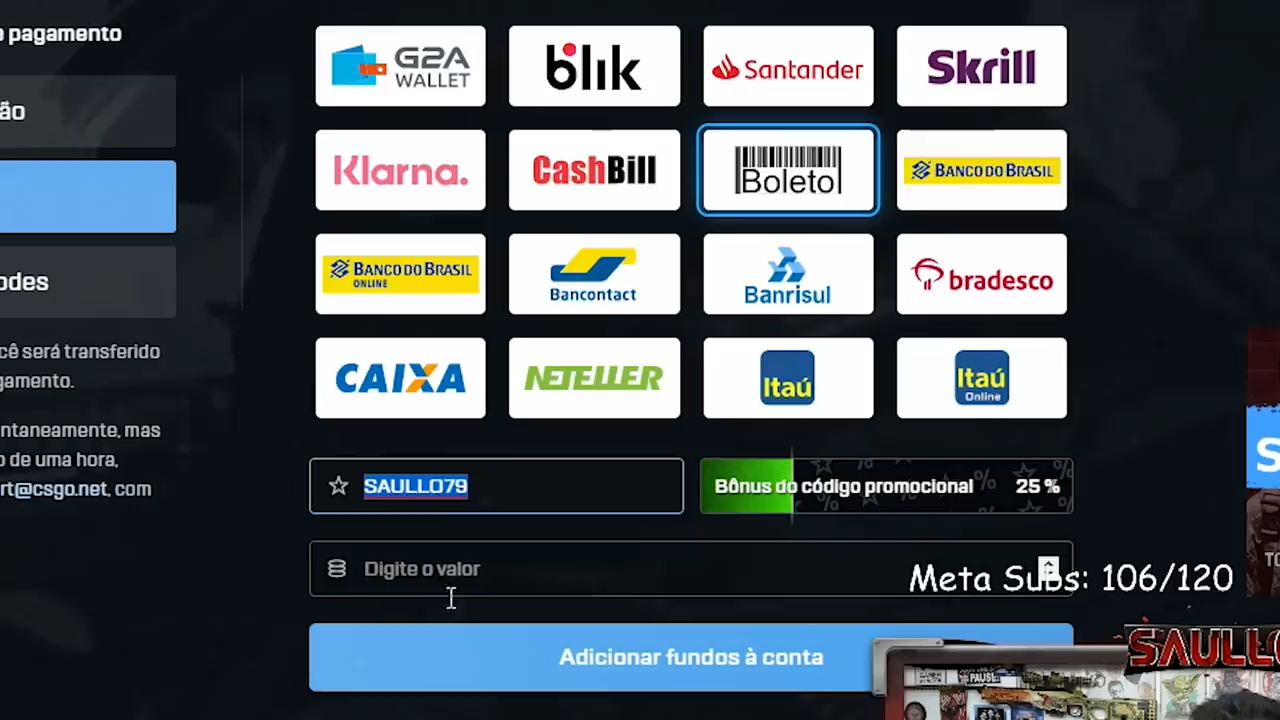 e pagamento
ão
odes
cê será transferido
gamento.
ntaneamente, mas
o de uma hora,
rt@csgo.net, com
G2A
WALLET
blik
Santander
Skrill
Klarna.
CashBill
Boleto
BANCO DO BRASIL
BANCO DO BRASIL
ONLINE
Bancontact
Banrisul
bradesco
CAIXA
NETELLER
Itaú
Itaú
Online
SAULLO79
Bônus do código promocional 25 %
Digite o valor
Meta Subs: 106/120
Adicionar fundos à conta
S
TO
SAULLO
PAUSE